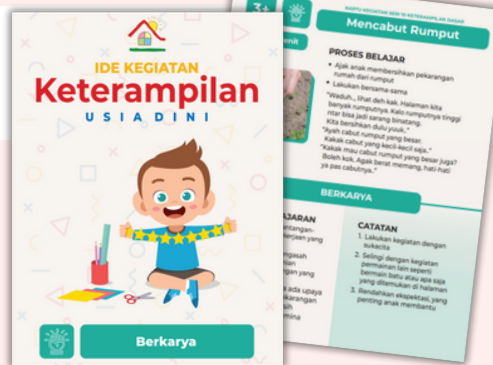 IDE KEGIATAN
Keterampilan
USIA DINI
Berkarya
3+
KARTU KEGIATAN SERI 10 KETERAMPILAN DASAR
Mencabut Rumput
PROSES BELAJAR
• Ajak anak membersihkan pekarangan
rumah dari rumput
• Lakukan bersama-sama
"Waduh.., lihat deh kak. Halaman kita
banyak rumputnya. Kalo rumputnya tinggi
ntar bisa jadi sarang binatang.
Kita bersihkan dulu yuuk.."
"Ayah cabut rumput yang besar.
Kakak cabut yang kecil-kecil saja.."
"Kakak mau cabut rumput yang besar juga?
Boleh kok. Agak berat memang, hati-hati
ya pas cabutnya.."
BERKARYA
CATATAN
1. Lakukan kegiatan dengan
sukacita
2. Selingi dengan kegiatan
permainan lain seperti
bermain batu atau apa saja
yang ditemukan di halaman
3. Rendahkan ekspektasi, yang
penting anak membantu